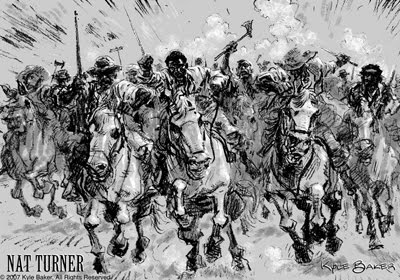 NAT TURNER
© 2007 Kyle Baker, All Rights Reserved
KYLE BAKER